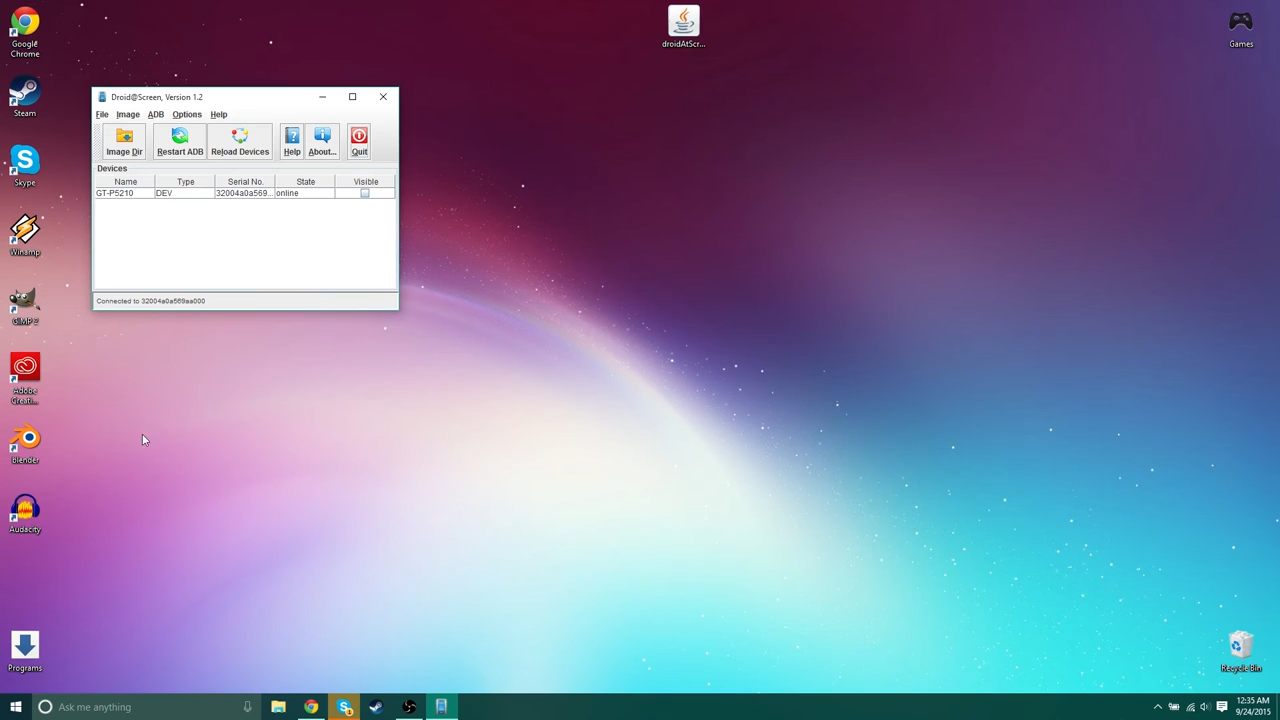 Google Chrome
Steam
Skype
Winamp
GIMP 2
Adobe Creati...
Blender
Audacity
Programs
droidAtScr...
Games
Recycle Bin
Droid@Screen, Version 1.2
File Image ADB Options Help
Image Dir Restart ADB Reload Devices Help About... Quit
Devices
Name Type Serial No. State Visible
GT-P5210 DEV 32004a0a569... online
Connected to 32004a0a569aa000
Ask me anything
12:35 AM
9/24/2015